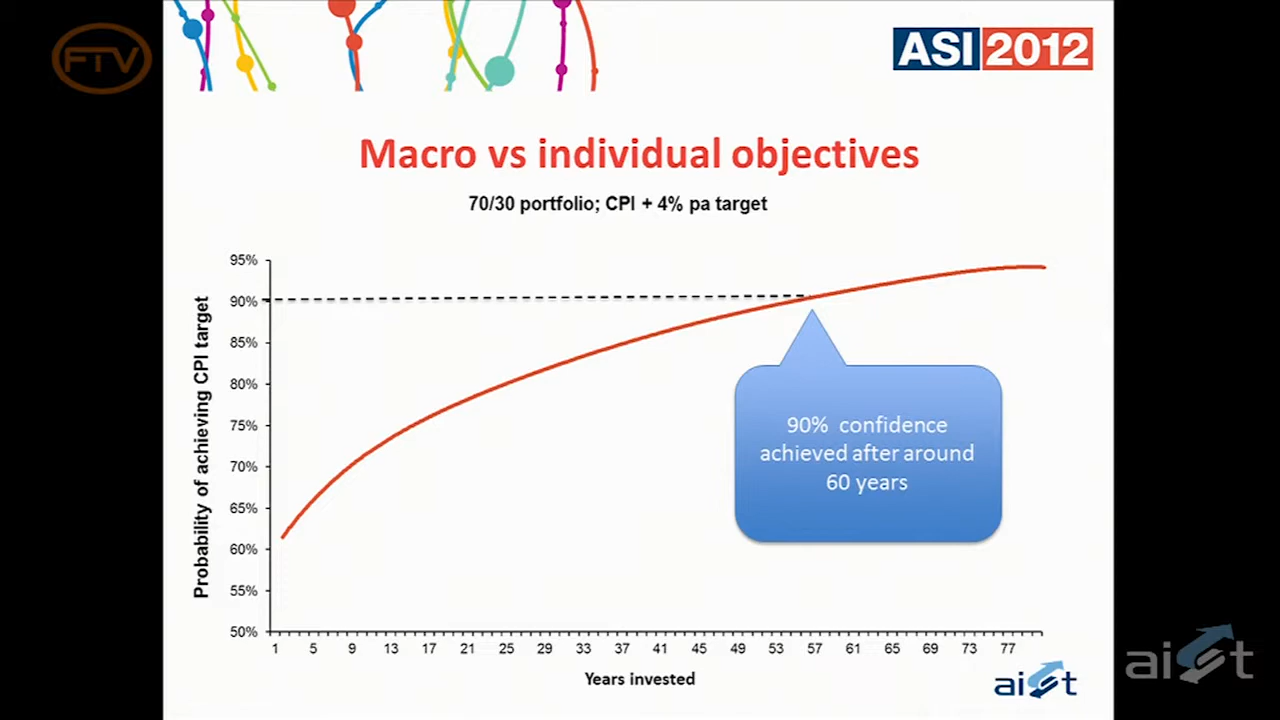 FTV
ASI 2012
Macro vs individual objectives
70/30 portfolio; CPI + 4% pa target
Probability of achieving CPI target
95%
90%
85%
80%
75%
70%
65%
60%
55%
50%
90% confidence
achieved after around
60 years
1 5 9 13 17 21 25 29 33 37 41 45 49 53 57 61 65 69 73 77
Years invested
aist
aist